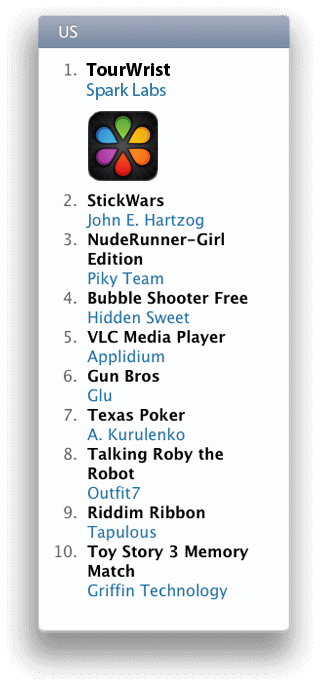 US
1. TourWrist
Spark Labs
2. StickWars
John E. Hartzog
3. NudeRunner-Girl
Edition
Piky Team
4. Bubble Shooter Free
Hidden Sweet
5. VLC Media Player
Applidium
6. Gun Bros
Glu
7. Texas Poker
A. Kurulenko
8. Talking Roby the
Robot
Outfit7
9. Riddim Ribbon
Tapulous
10. Toy Story 3 Memory
Match
Griffin Technology